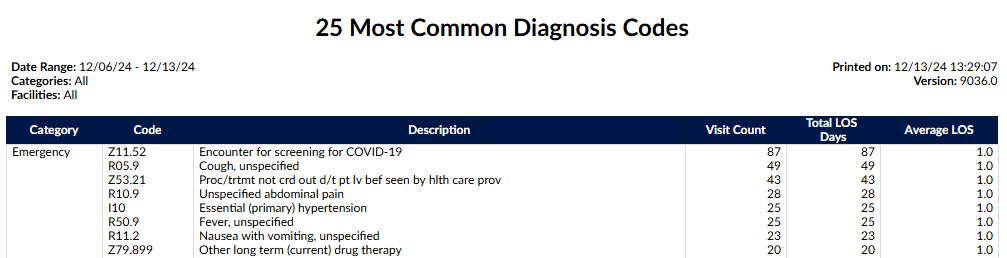 25 Most Common Diagnosis Codes
Date Range: 12/06/24 - 12/13/24 Printed on: 12/13/24 13:29:07
Categories: All Version: 9036.0
Facilities: All
Category Code Description Visit Count Total LOS Days Average LOS
Emergency Z11.52 Encounter for screening for COVID-19 87 87 1.0
R05.9 Cough, unspecified 49 49 1.0
Z53.21 Proc/trtmt not crd out d/t pt lv bef seen by hlth care prov 43 43 1.0
R10.9 Unspecified abdominal pain 28 28 1.0
I10 Essential (primary) hypertension 25 25 1.0
R50.9 Fever, unspecified 25 25 1.0
R11.2 Nausea with vomiting, unspecified 23 23 1.0
Z79.899 Other long term (current) drug therapy 20 20 1.0